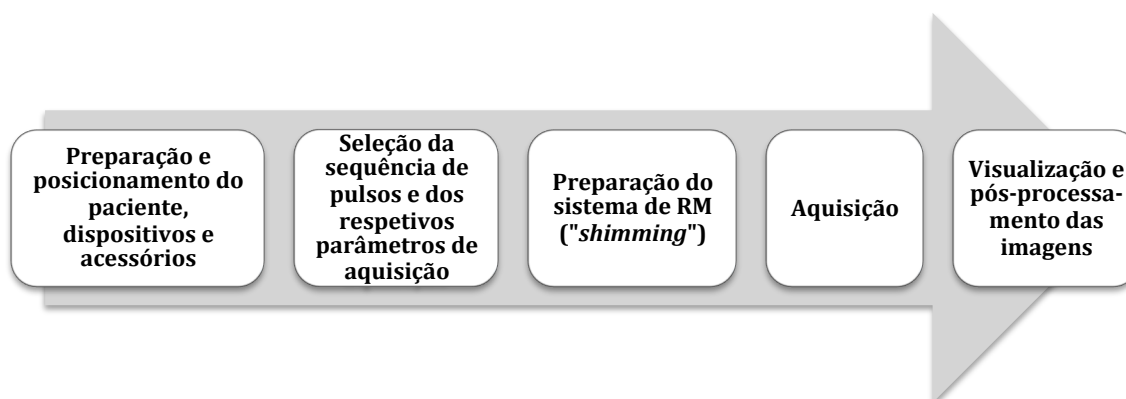 Preparação e
posicionamento do
paciente,
dispositivos e
acessórios
Seleção da
sequência de
pulsos e dos
respetivos
parâmetros de
aquisição
Preparação do
sistema de RM
("shimming")
Aquisição
Visualização e
pós-processa-
mento das
imagens